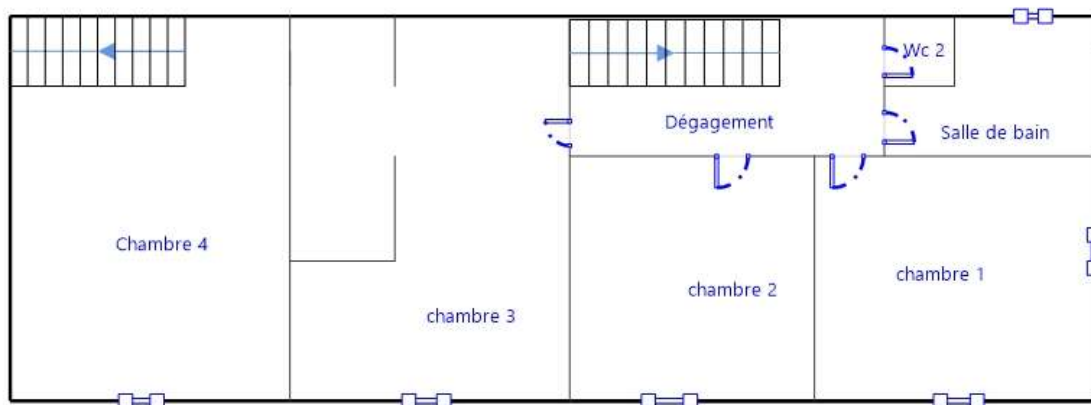 Wc 2
Dégagement
Salle de bain
Chambre 4
chambre 3
chambre 2
chambre 1